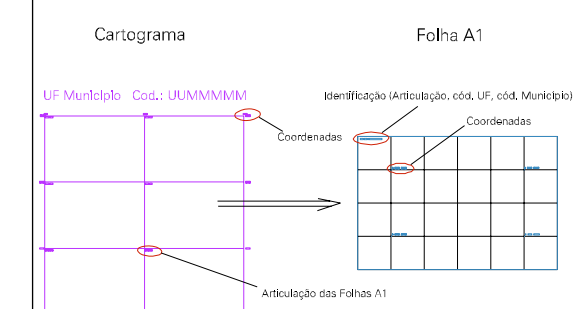 Cartograma
Folha A1
UF Município Cod.: UUMMMMM
Identificação (Articulação, cód. UF, cód. Município)
Coordenadas
Coordenadas
Articulação das Folhas A1